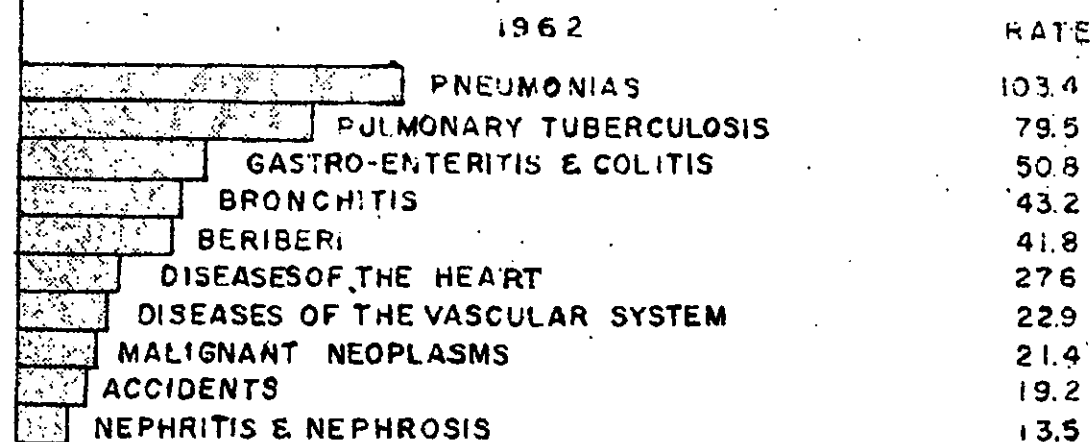 1962 RATE
PNEUMONIAS 103.4
PULMONARY TUBERCULOSIS 79.5
GASTRO-ENTERITIS & COLITIS 50.8
BRONCHITIS 43.2
BERIBERI 41.8
DISEASES OF THE HEART 27.6
DISEASES OF THE VASCULAR SYSTEM 22.9
MALIGNANT NEOPLASMS 21.4
ACCIDENTS 19.2
NEPHRITIS & NEPHROSIS 13.5